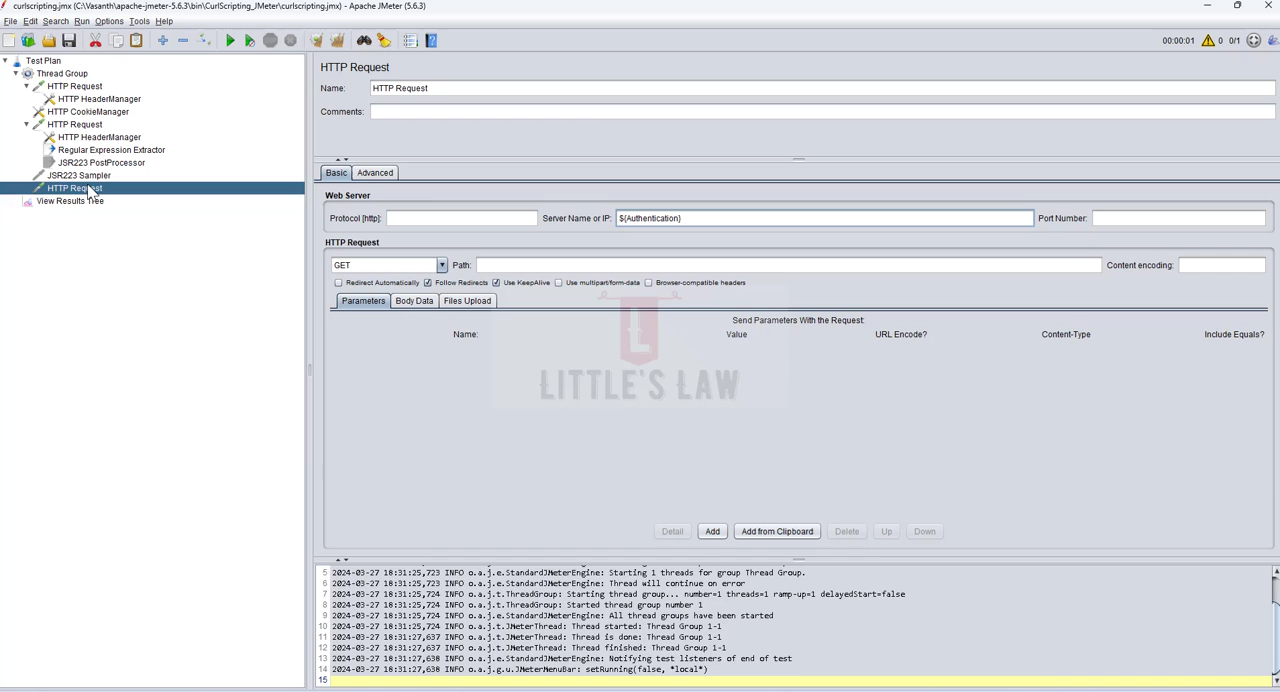 curlscripting.jmx (C:\Vasanth\apache-jmeter-5.6.3\bin\CurlScripting_JMeter\curlscripting.jmx) - Apache JMeter (5.6.3)
File Edit Search Run Options Tools Help
00:00:01 0 0/1
Test Plan
Thread Group
HTTP Request
HTTP HeaderManager
HTTP CookieManager
HTTP Request
HTTP HeaderManager
Regular Expression Extractor
JSR223 PostProcessor
JSR223 Sampler
HTTP Request
View Results Tree
HTTP Request
Name: HTTP Request
Comments:
Basic Advanced
Web Server
Protocol [http]: Server Name or IP: ${Authentication} Port Number:
HTTP Request
GET Path: Content encoding:
Redirect Automatically Follow Redirects Use KeepAlive Use multipart/form-data Browser-compatible headers
Parameters Body Data Files Upload
Send Parameters With the Request:
Name: Value URL Encode? Content-Type Include Equals?
L
LITTLE'S LAW
Detail Add Add from Clipboard Delete Up Down
5 2024-03-27 18:31:25,723 INFO o.a.j.e.StandardJMeterEngine: Starting 1 threads for group Thread Group.
6 2024-03-27 18:31:25,723 INFO o.a.j.e.StandardJMeterEngine: Thread will continue on error
7 2024-03-27 18:31:25,724 INFO o.a.j.t.ThreadGroup: Starting thread group... number=1 threads=1 ramp-up=1 delayedStart=false
8 2024-03-27 18:31:25,724 INFO o.a.j.t.ThreadGroup: Started thread group number 1
9 2024-03-27 18:31:25,724 INFO o.a.j.e.StandardJMeterEngine: All thread groups have been started
10 2024-03-27 18:31:25,724 INFO o.a.j.t.JMeterThread: Thread started: Thread Group 1-1
11 2024-03-27 18:31:27,637 INFO o.a.j.t.JMeterThread: Thread is done: Thread Group 1-1
12 2024-03-27 18:31:27,638 INFO o.a.j.t.JMeterThread: Thread finished: Thread Group 1-1
13 2024-03-27 18:31:27,638 INFO o.a.j.e.StandardJMeterEngine: Notifying test listeners of end of test
14 2024-03-27 18:31:27,638 INFO o.a.j.g.u.JMeterMenuBar: setRunning(false, *local*)
15